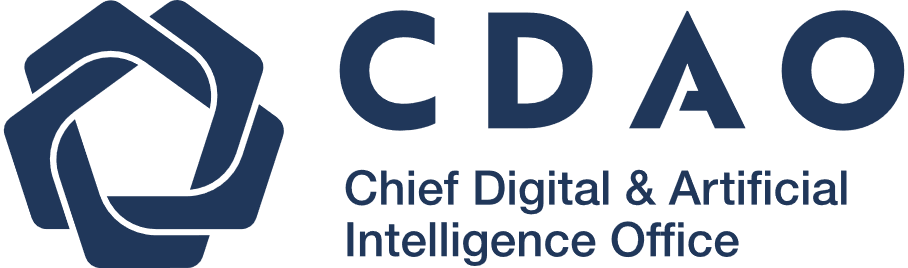 CDAO
Chief Digital & Artificial
Intelligence Office